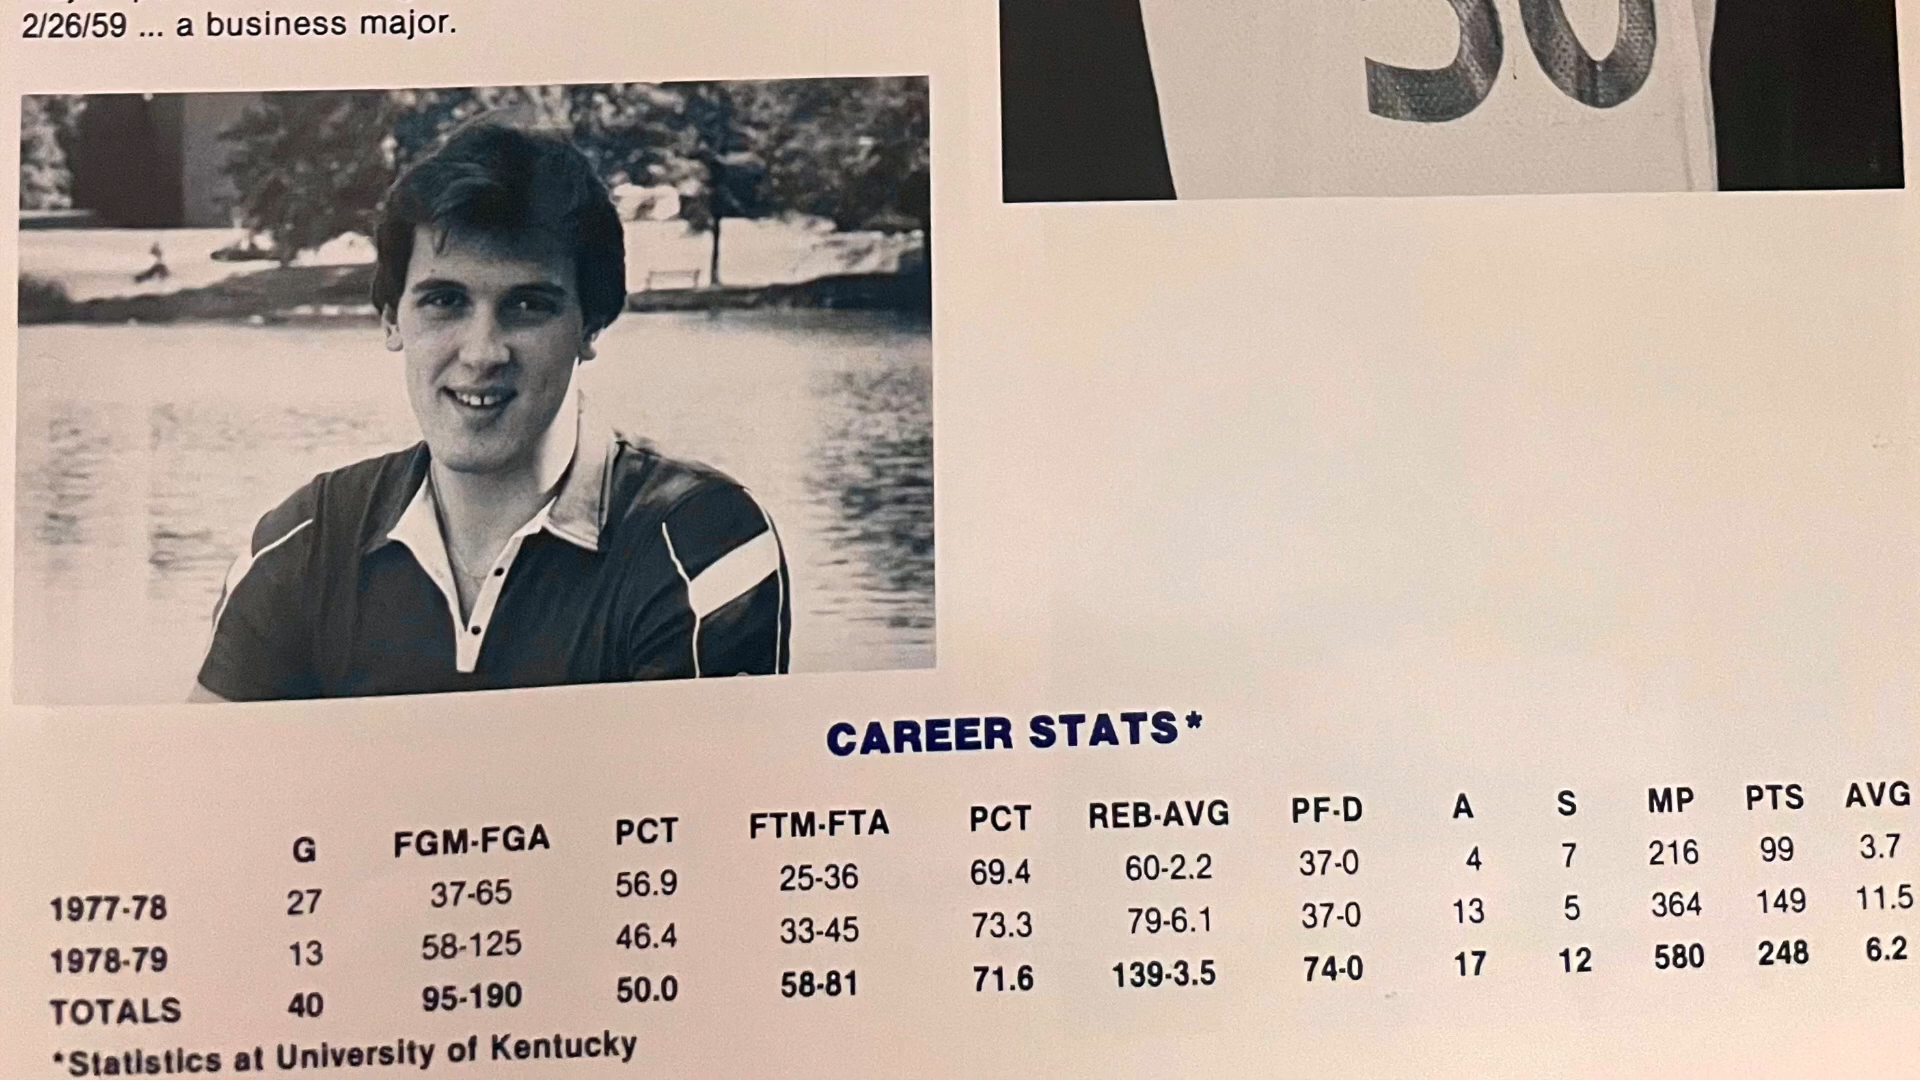 2/26/59 ... a business major.
30
CAREER STATS*
G FGM-FGA PCT FTM-FTA PCT REB-AVG PF-D A S MP PTS AVG
1977-78 27 37-65 56.9 25-36 69.4 60-2.2 37-0 4 7 216 99 3.7
1978-79 13 58-125 46.4 33-45 73.3 79-6.1 37-0 13 5 364 149 11.5
TOTALS 40 95-190 50.0 58-81 71.6 139-3.5 74-0 17 12 580 248 6.2
*Statistics at University of Kentucky